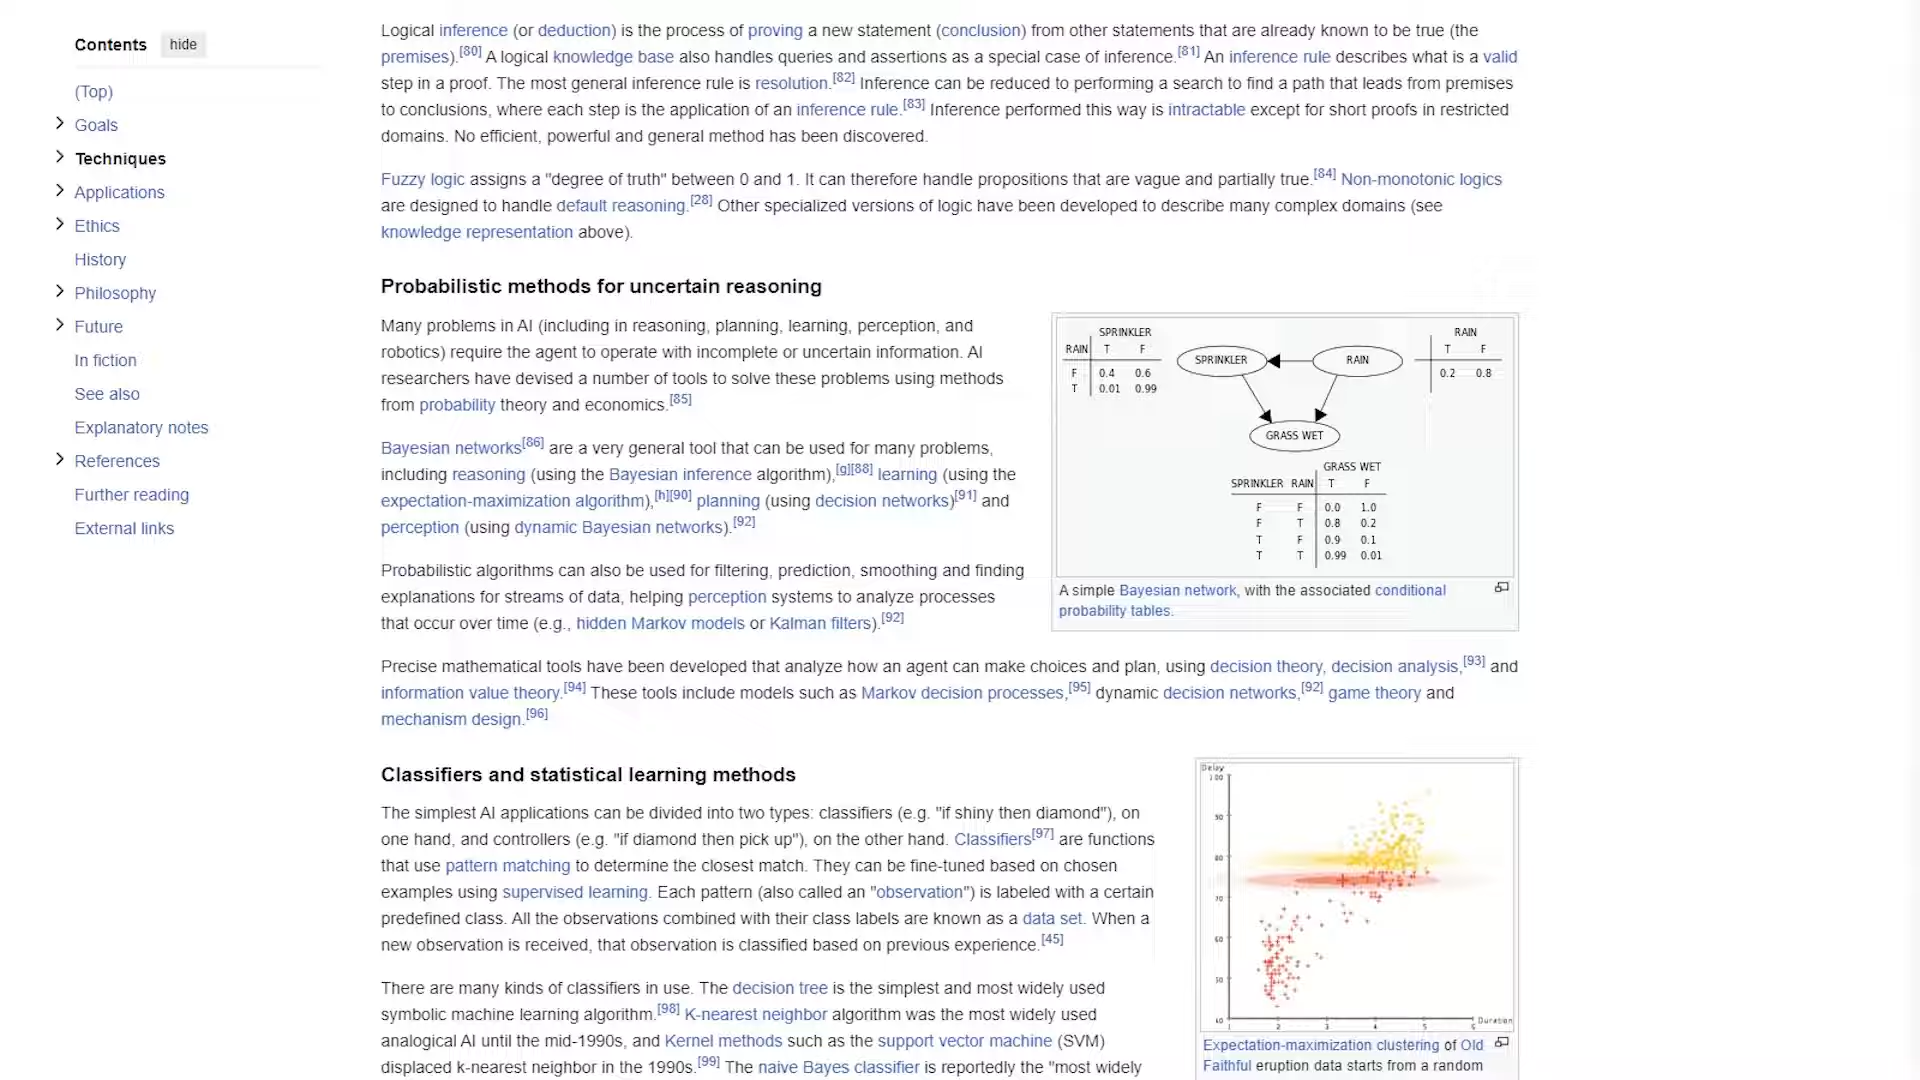 Contents hide
(Top)
Goals
Techniques
Applications
Ethics
History
Philosophy
Future
In fiction
See also
Explanatory notes
References
Further reading
External links
Logical inference (or deduction) is the process of proving a new statement (conclusion) from other statements that are already known to be true (the
premises).[80] A logical knowledge base also handles queries and assertions as a special case of inference.[81] An inference rule describes what is a valid
step in a proof. The most general inference rule is resolution.[82] Inference can be reduced to performing a search to find a path that leads from premises
to conclusions, where each step is the application of an inference rule.[83] Inference performed this way is intractable except for short proofs in restricted
domains. No efficient, powerful and general method has been discovered.
Fuzzy logic assigns a "degree of truth" between 0 and 1. It can therefore handle propositions that are vague and partially true.[84] Non-monotonic logics
are designed to handle default reasoning.[28] Other specialized versions of logic have been developed to describe many complex domains (see
knowledge representation above).
Probabilistic methods for uncertain reasoning
Many problems in AI (including in reasoning, planning, learning, perception, and
robotics) require the agent to operate with incomplete or uncertain information. AI
researchers have devised a number of tools to solve these problems using methods
from probability theory and economics.[85]
Bayesian networks[86] are a very general tool that can be used for many problems,
including reasoning (using the Bayesian inference algorithm),[g][88] learning (using the
expectation-maximization algorithm),[h][90] planning (using decision networks)[91] and
perception (using dynamic Bayesian networks).[92]
Probabilistic algorithms can also be used for filtering, prediction, smoothing and finding
explanations for streams of data, helping perception systems to analyze processes
that occur over time (e.g., hidden Markov models or Kalman filters).[92]
SPRINKLER
RAIN T F
F 0.4 0.6
T 0.01 0.99
SPRINKLER
RAIN
RAIN
T F
0.2 0.8
GRASS WET
GRASS WET
SPRINKLER RAIN T F
F F 0.0 1.0
F T 0.8 0.2
T F 0.9 0.1
T T 0.99 0.01
A simple Bayesian network, with the associated conditional
probability tables.
Precise mathematical tools have been developed that analyze how an agent can make choices and plan, using decision theory, decision analysis,[93] and
information value theory.[94] These tools include models such as Markov decision processes,[95] dynamic decision networks,[92] game theory and
mechanism design.[96]
Classifiers and statistical learning methods
The simplest AI applications can be divided into two types: classifiers (e.g. "if shiny then diamond"), on
one hand, and controllers (e.g. "if diamond then pick up"), on the other hand. Classifiers[97] are functions
that use pattern matching to determine the closest match. They can be fine-tuned based on chosen
examples using supervised learning. Each pattern (also called an "observation") is labeled with a certain
predefined class. All the observations combined with their class labels are known as a data set. When a
new observation is received, that observation is classified based on previous experience.[45]
There are many kinds of classifiers in use. The decision tree is the simplest and most widely used
symbolic machine learning algorithm.[98] K-nearest neighbor algorithm was the most widely used
analogical AI until the mid-1990s, and Kernel methods such as the support vector machine (SVM)
displaced k-nearest neighbor in the 1990s.[99] The naive Bayes classifier is reportedly the "most widely
Delay
100
90
80
70
60
50
40
1 2 3 4 5 6 Duration
Expectation-maximization clustering of Old
Faithful eruption data starts from a random